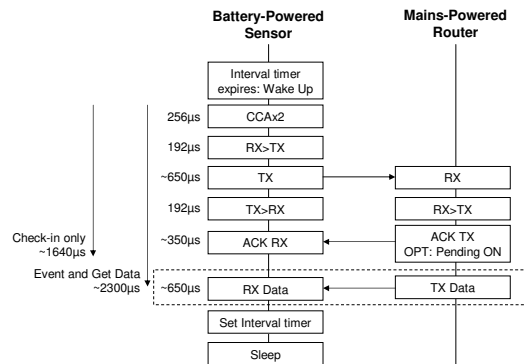 Battery-Powered
Sensor
Mains-Powered
Router
Interval timer
expires: Wake Up
256µs
CCAx2
192µs
RX>TX
~650µs
TX
RX
192µs
TX>RX
RX>TX
Check-in only
~1640µs
~350µs
ACK RX
ACK TX
OPT: Pending ON
Event and Get Data
~2300µs
~650µs
RX Data
TX Data
Set Interval timer
Sleep